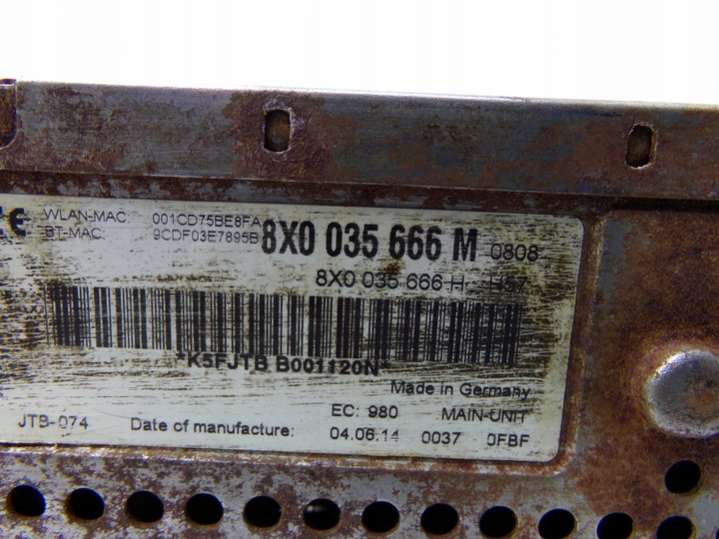 CE WLAN-MAC: 001CD75BE8FA
BT-MAC: 9CDF03E7895B
8X0 035 666 M 0808
8X0 035 666 H H57
*K5FJTB B001120N*
Made in Germany
EC: 980 MAIN-UNIT
JTB-074 Date of manufacture: 04.06.14 0037 0FBF